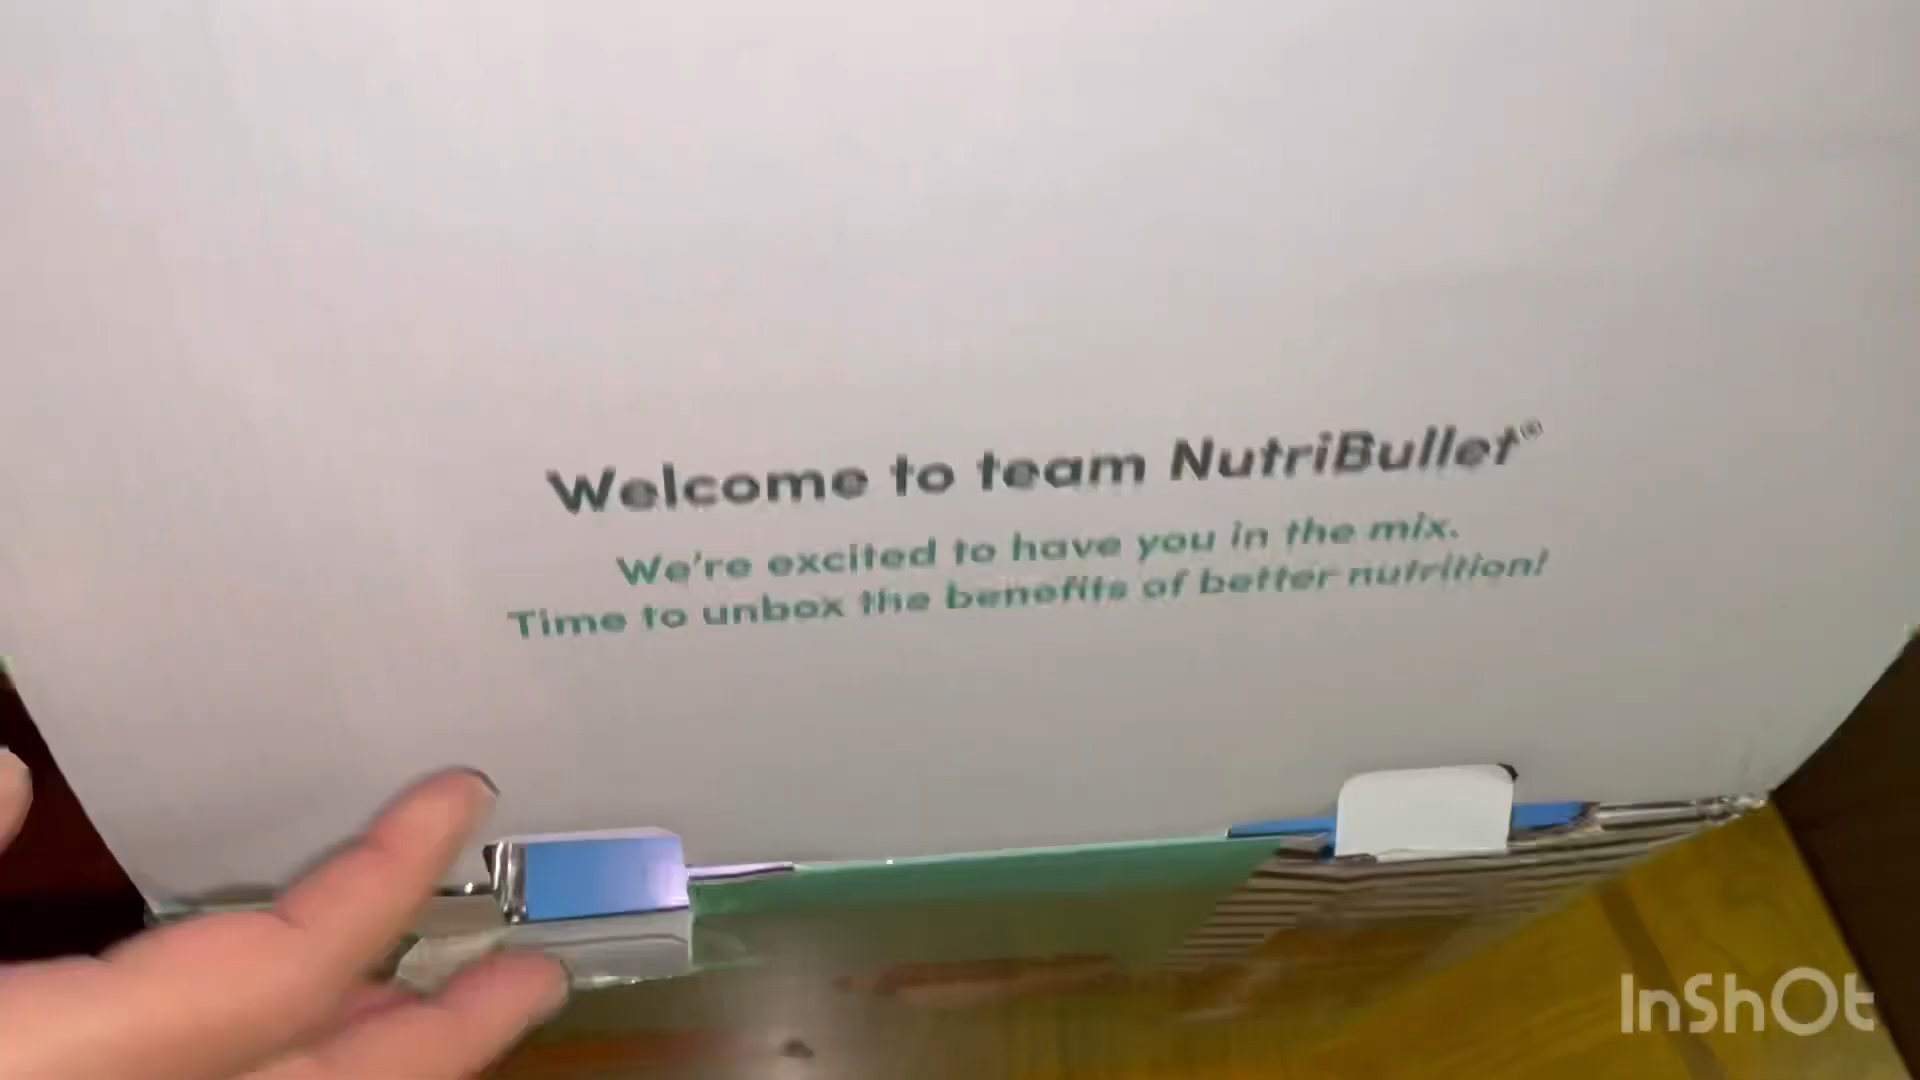 Welcome to team NutriBullet®
We're excited to have you in the mix.
Time to unbox the benefits of better nutrition!
InShOt